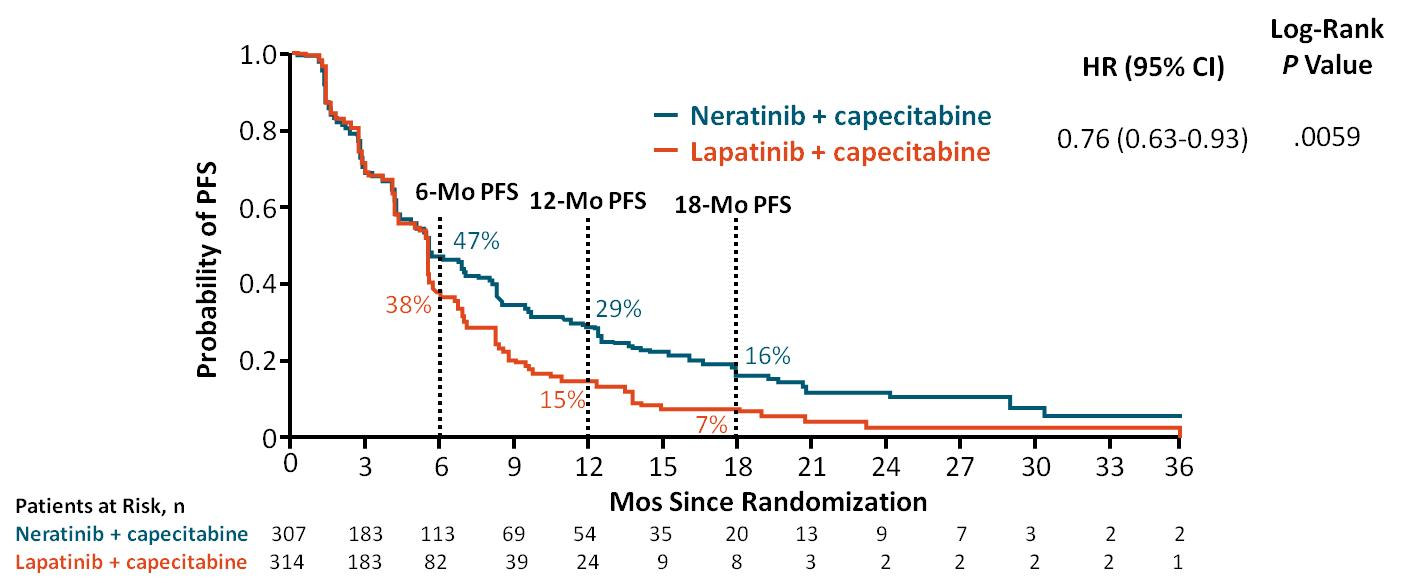 Log-Rank
HR (95% CI) P Value
0.76 (0.63-0.93) .0059
Neratinib + capecitabine
Lapatinib + capecitabine
Probability of PFS
1.0
0.8
0.6
0.4
0.2
0
6-Mo PFS 12-Mo PFS 18-Mo PFS
47%
38%
29%
15%
16%
7%
0 3 6 9 12 15 18 21 24 27 30 33 36
Mos Since Randomization
Patients at Risk, n
Neratinib + capecitabine 307 183 113 69 54 35 20 13 9 7 3 2 2
Lapatinib + capecitabine 314 183 82 39 24 9 8 3 2 2 2 2 1